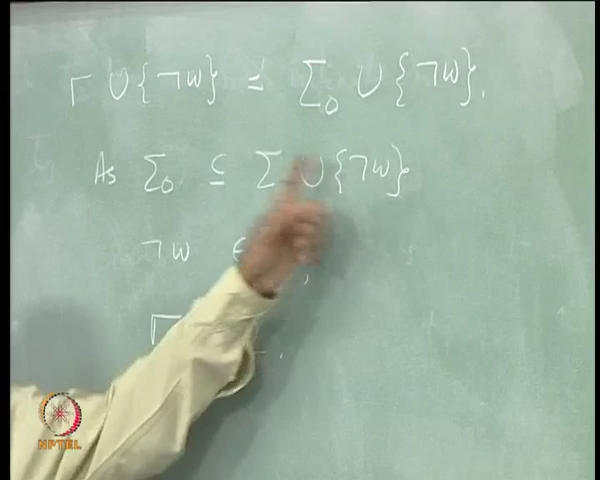 Γ ∪ {¬w} = Σ₀ ∪ {¬w}.
As Σ₀ ⊆ Σ ∪ {¬w}
¬w ∈
Γ
NPTEL